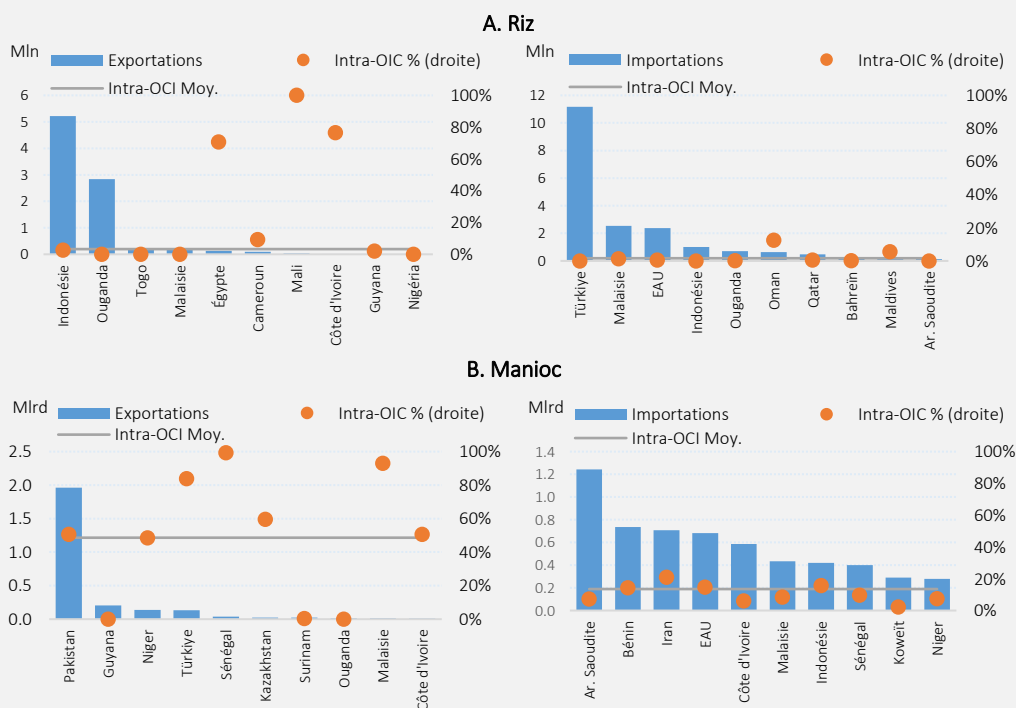 A. Riz
Mln
Exportations
Intra-OIC % (droite)
Intra-OCI Moy.
6
5
4
3
2
1
0
100%
80%
60%
40%
20%
0%
Indonésie
Ouganda
Togo
Malaisie
Égypte
Cameroun
Mali
Côte d'Ivoire
Guyana
Nigéria
Mln
Importations
Intra-OIC % (droite)
Intra-OCI Moy.
12
10
8
6
4
2
0
100%
80%
60%
40%
20%
0%
Türkiye
Malaisie
EAU
Indonésie
Ouganda
Oman
Qatar
Bahreïn
Maldives
Ar. Saoudite
B. Manioc
Mlrd
Exportations
Intra-OIC % (droite)
Intra-OCI Moy.
2.5
2.0
1.5
1.0
0.5
0.0
100%
80%
60%
40%
20%
0%
Pakistan
Guyana
Niger
Türkiye
Sénégal
Kazakhstan
Surinam
Ouganda
Malaisie
Côte d'Ivoire
Mlrd
Importations
Intra-OIC % (droite)
Intra-OCI Moy.
1.4
1.2
1.0
0.8
0.6
0.4
0.2
0.0
100%
80%
60%
40%
20%
0%
Ar. Saoudite
Bénin
Iran
EAU
Côte d'Ivoire
Malaisie
Indonésie
Sénégal
Koweït
Niger